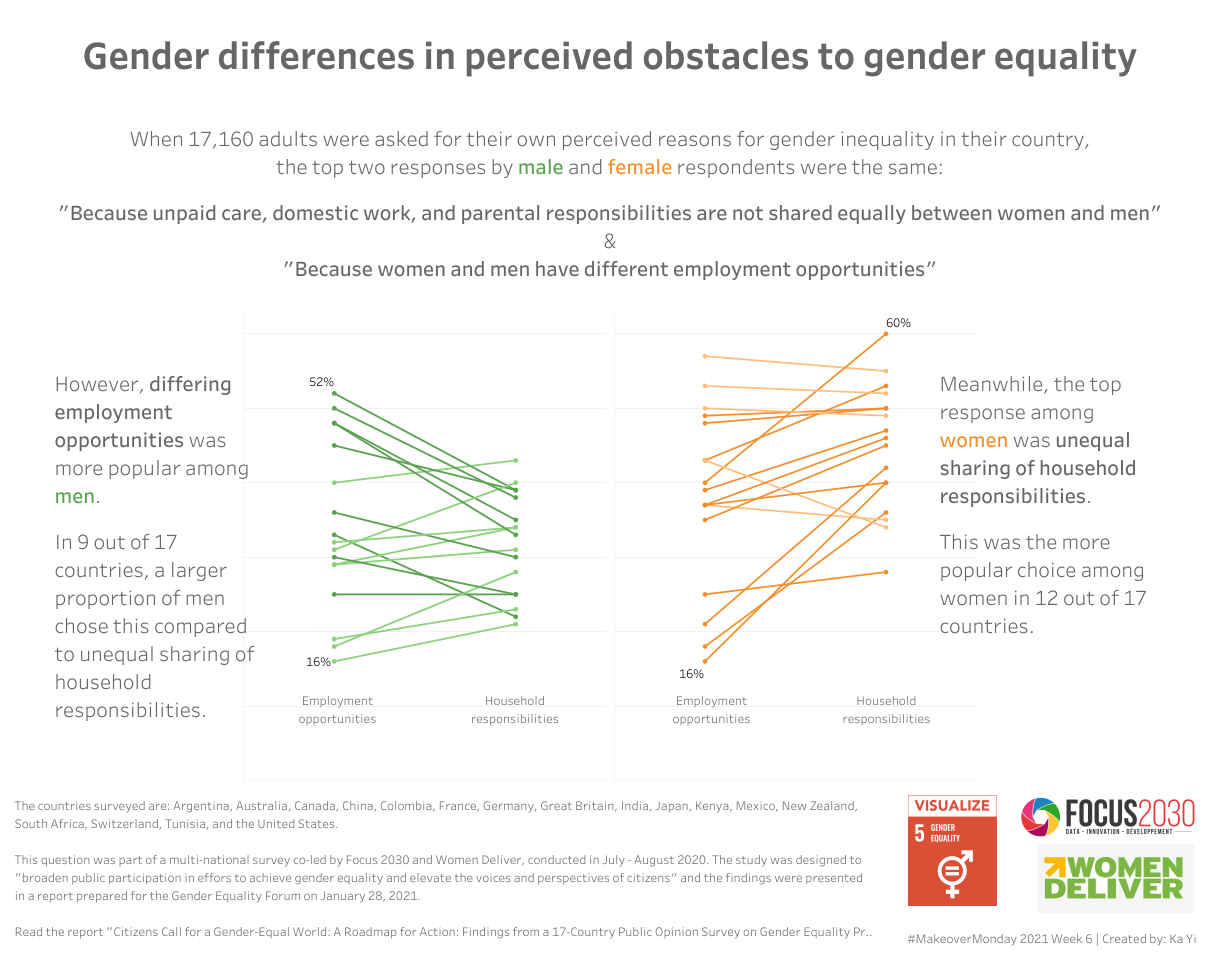 Gender differences in perceived obstacles to gender equality
When 17,160 adults were asked for their own perceived reasons for gender inequality in their country,
the top two responses by male and female respondents were the same:
”Because unpaid care, domestic work, and parental responsibilities are not shared equally between women and men”
&
”Because women and men have different employment opportunities”
However, differing
employment
opportunities was
more popular among
men.
In 9 out of 17
countries, a larger
proportion of men
chose this compared
to unequal sharing of
household
responsibilities.
52%
16%
Employment
opportunities
Household
responsibilities
60%
16%
Employment
opportunities
Household
responsibilities
Meanwhile, the top
response among
women was unequal
sharing of household
responsibilities.
This was the more
popular choice among
women in 12 out of 17
countries.
The countries surveyed are: Argentina, Australia, Canada, China, Colombia, France, Germany, Great Britain, India, Japan, Kenya, Mexico, New Zealand,
South Africa, Switzerland, Tunisia, and the United States.
This question was part of a multi-national survey co-led by Focus 2030 and Women Deliver, conducted in July - August 2020. The study was designed to
”broaden public participation in efforts to achieve gender equality and elevate the voices and perspectives of citizens” and the findings were presented
in a report prepared for the Gender Equality Forum on January 28, 2021.
Read the report ”Citizens Call for a Gender-Equal World: A Roadmap for Action: Findings from a 17-Country Public Opinion Survey on Gender Equality Pr..
VISUALIZE
5 GENDER
EQUALITY
FOCUS2030
DATA - INNOVATION - DÉVELOPPEMENT
WOMEN
DELIVER
#MakeoverMonday 2021 Week 6 | Created by: Ka Yi